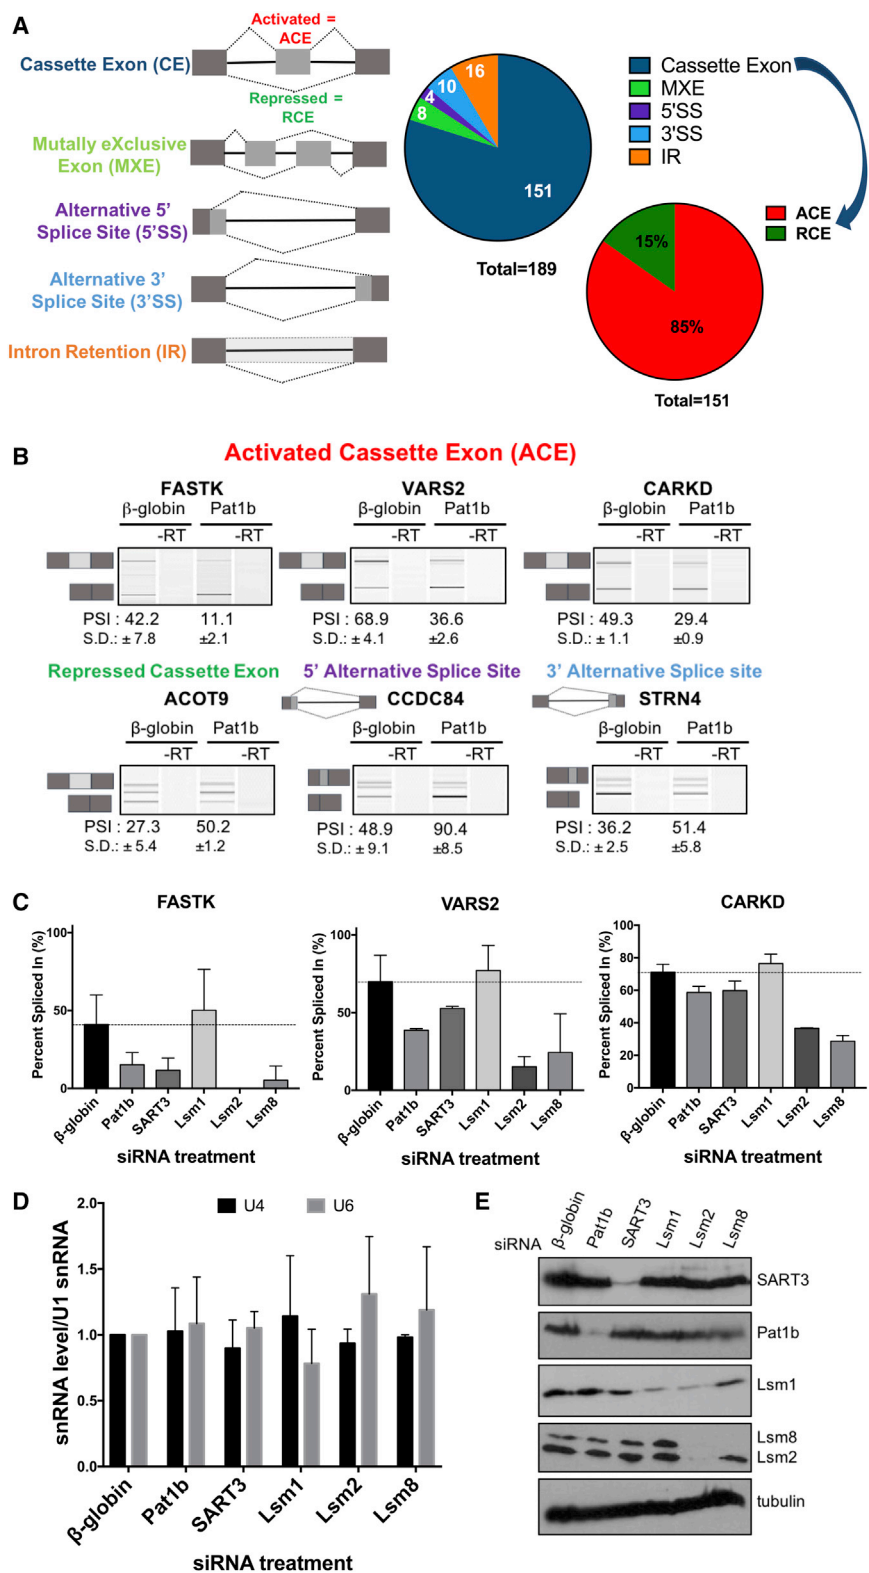 A
Activated =
ACE
Cassette Exon (CE)
Repressed =
RCE
Mutally eXclusive
Exon (MXE)
Alternative 5'
Splice Site (5'SS)
Alternative 3'
Splice Site (3'SS)
Intron Retention (IR)
16
10
4
8
151
Total=189
Cassette Exon
MXE
5'SS
3'SS
IR
ACE
RCE
15%
85%
Total=151
B
Activated Cassette Exon (ACE)
FASTK
VARS2
CARKD
β-globin Pat1b
β-globin Pat1b
β-globin Pat1b
-RT -RT
-RT -RT
-RT -RT
PSI : 42.2 11.1
S.D.: ± 7.8 ±2.1
PSI : 68.9 36.6
S.D.: ± 4.1 ±2.6
PSI : 49.3 29.4
S.D.: ± 1.1 ±0.9
Repressed Cassette Exon
5' Alternative Splice Site
3' Alternative Splice site
ACOT9
CCDC84
STRN4
β-globin Pat1b
β-globin Pat1b
β-globin Pat1b
-RT -RT
-RT -RT
-RT -RT
PSI : 27.3 50.2
S.D.: ± 5.4 ±1.2
PSI : 48.9 90.4
S.D.: ± 9.1 ±8.5
PSI : 36.2 51.4
S.D.: ± 2.5 ±5.8
C
FASTK
Percent Spliced In (%)
100
50
0
β-globin
Pat1b
SART3
Lsm1
Lsm2
Lsm8
siRNA treatment
VARS2
Percent Spliced In (%)
100
50
0
β-globin
Pat1b
SART3
Lsm1
Lsm2
Lsm8
siRNA treatment
CARKD
Percent Spliced In (%)
100
80
60
40
20
0
β-globin
Pat1b
SART3
Lsm1
Lsm2
Lsm8
siRNA treatment
D
snRNA level/U1 snRNA
2.0
1.5
1.0
0.5
0.0
U4
U6
β-globin
Pat1b
SART3
Lsm1
Lsm2
Lsm8
siRNA treatment
E
siRNA
β-globin
Pat1b
SART3
Lsm1
Lsm2
Lsm8
SART3
Pat1b
Lsm1
Lsm8
Lsm2
tubulin